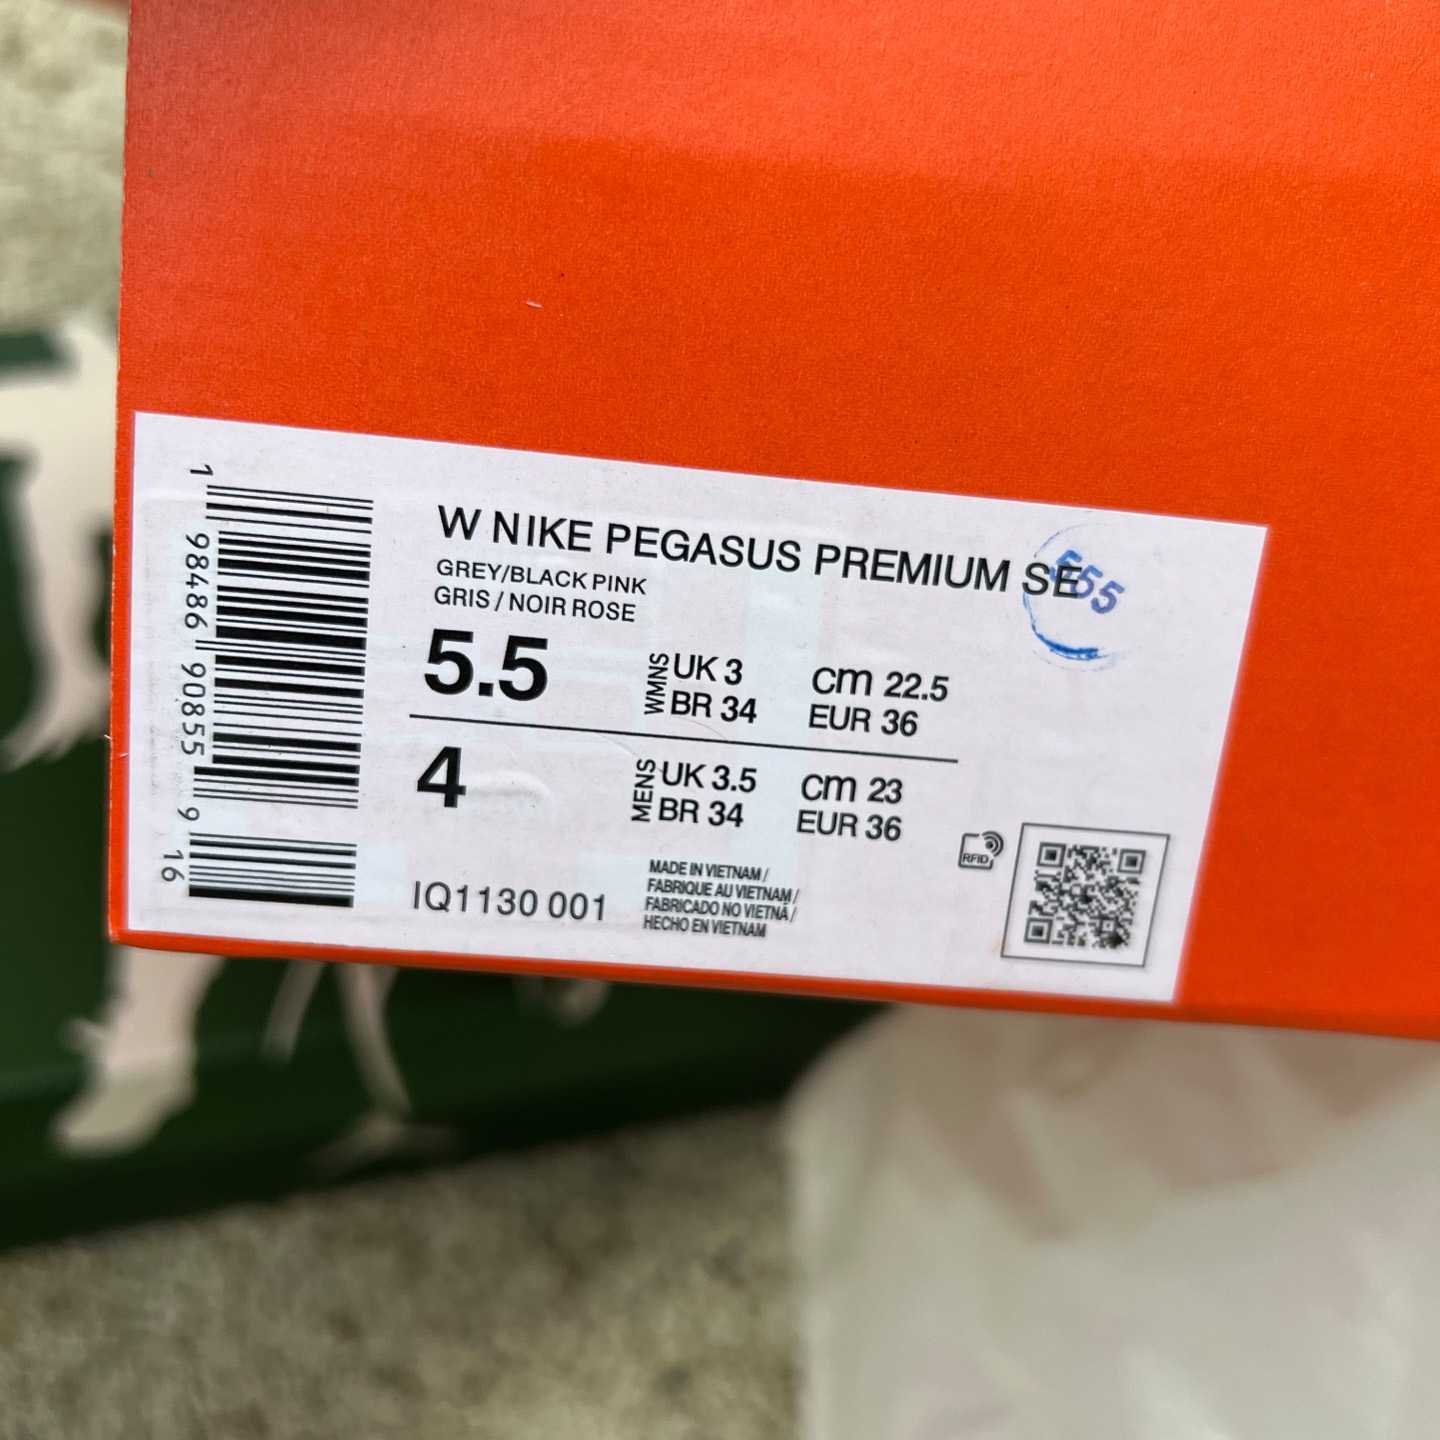 W NIKE PEGASUS PREMIUM SE
555
GREY/BLACK PINK
GRIS / NOIR ROSE
5.5
WMNS
UK 3
CM 22.5
BR 34
EUR 36
4
MENS
UK 3.5
CM 23
BR 34
EUR 36
IQ1130 001
MADE IN VIETNAM /
FABRIQUE AU VIETNAM /
FABRICADO NO VIETNÃ /
HECHO EN VIETNAM
RFID
1 98486 90855 9 16